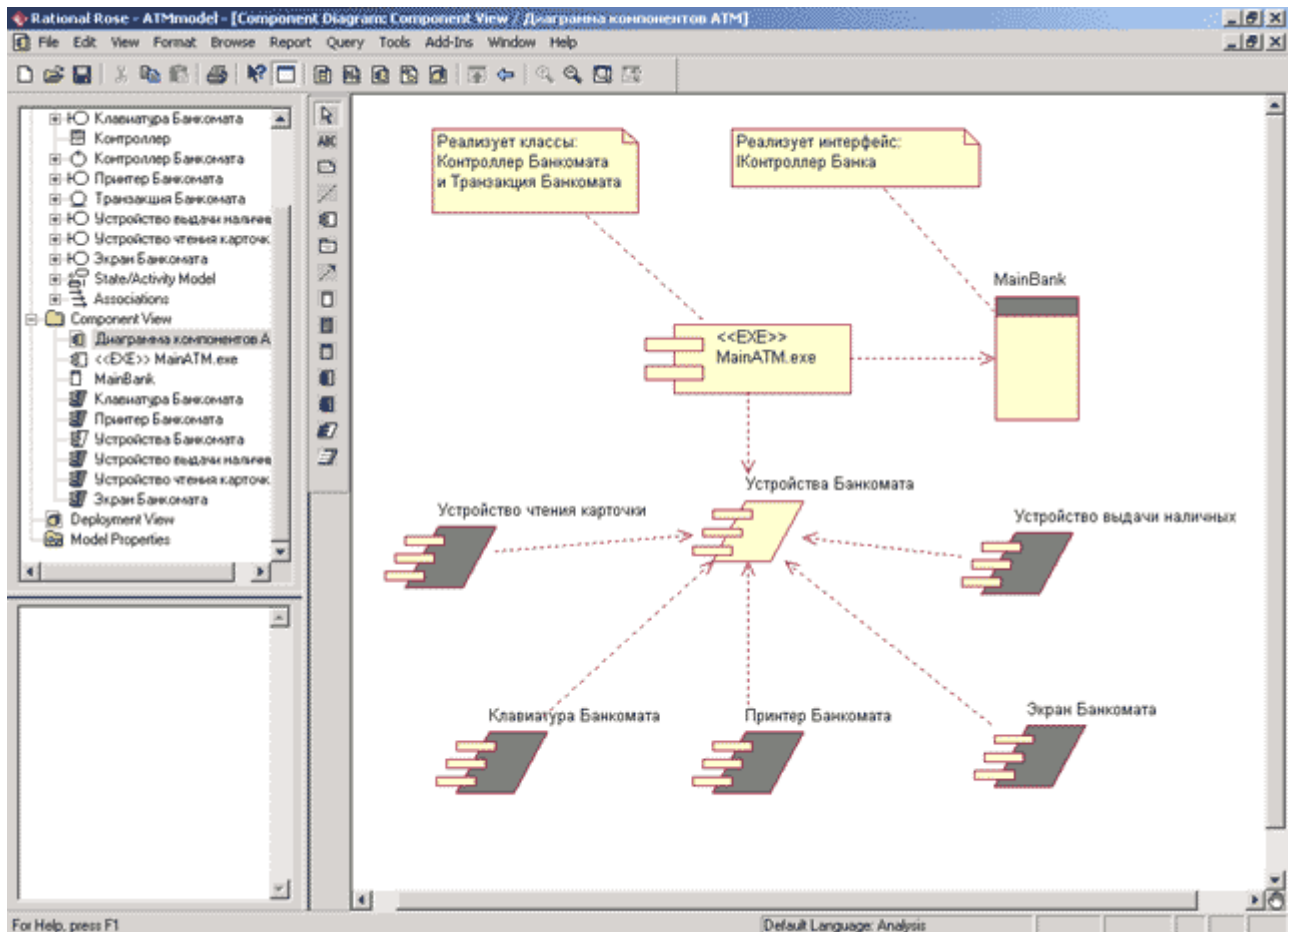 Rational Rose - ATMmodel - [Component Diagram: Component View / Диаграмма компонентов ATM]
File Edit View Format Browse Report Query Tools Add-Ins Window Help
Клавиатура Банкомата
Контроллер
Контроллер Банкомата
Принтер Банкомата
Транзакция Банкомата
Устройство выдачи наличн
Устройство чтения карточк
Экран Банкомата
State/Activity Model
Associations
Component View
Диаграмма компонентов А
<<EXE>> MainATM.exe
MainBank
Клавиатура Банкомата
Принтер Банкомата
Устройства Банкомата
Устройство выдачи наличн
Устройство чтения карточк
Экран Банкомата
Deployment View
Model Properties
ABC
Реализует классы:
Контроллер Банкомата
и Транзакция Банкомата
Реализует интерфейс:
IКонтроллер Банка
MainBank
<<EXE>>
MainATM.exe
Устройства Банкомата
Устройство чтения карточки
Устройство выдачи наличных
Клавиатура Банкомата
Принтер Банкомата
Экран Банкомата
For Help, press F1
Default Language: Analysis